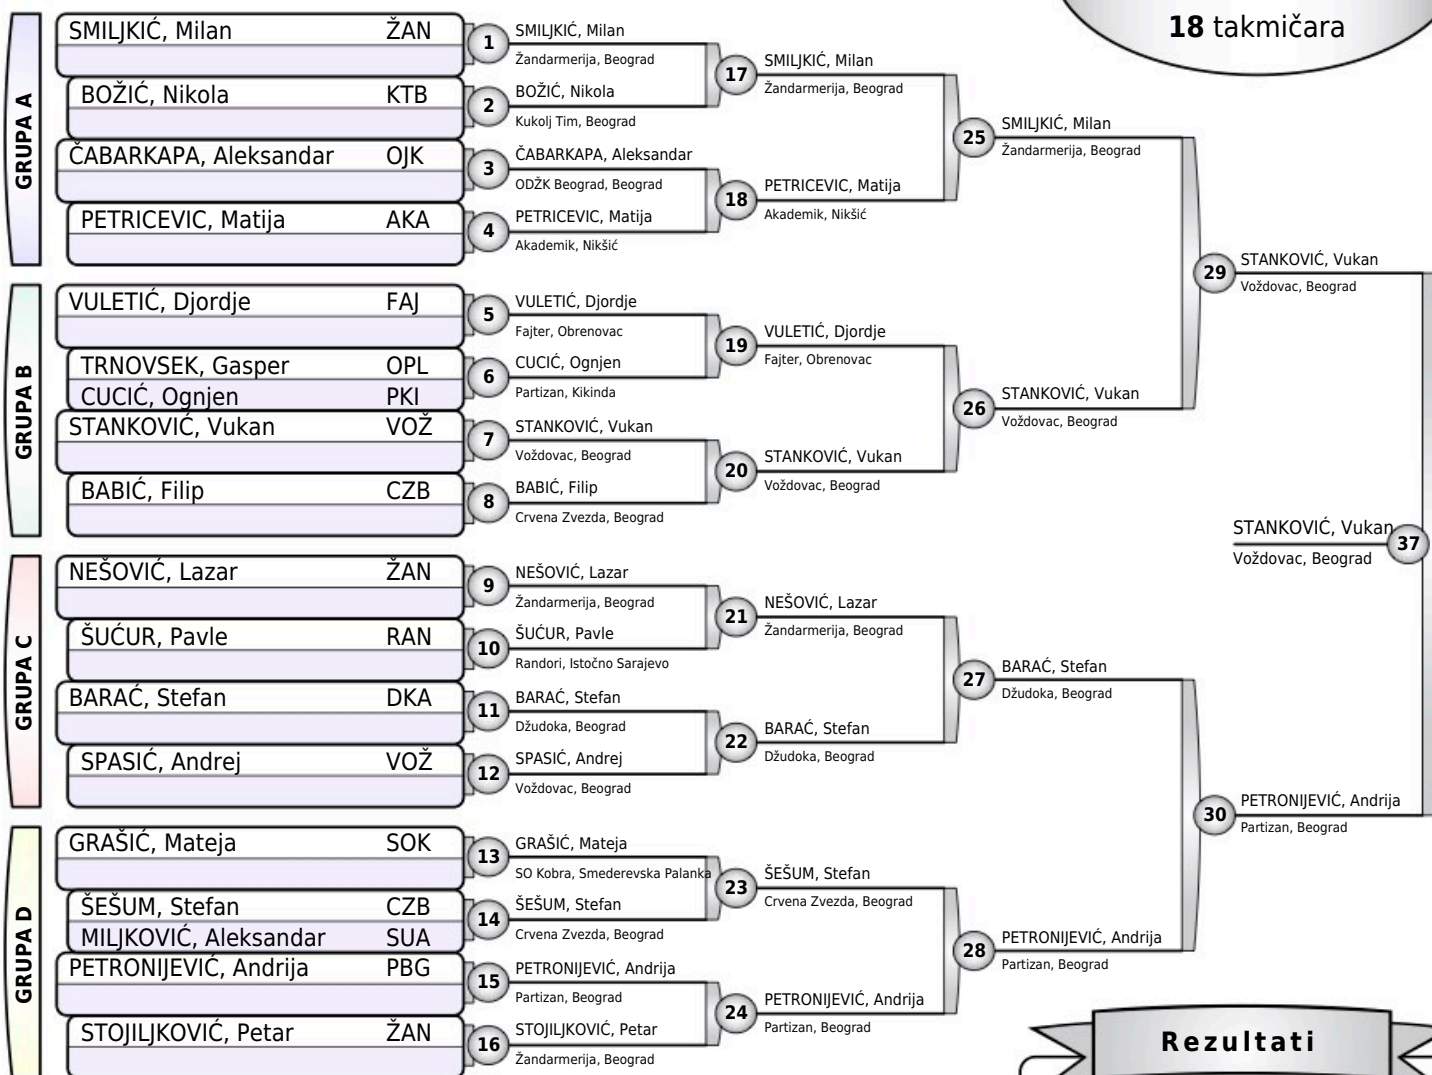 18 takmičara
GRUPA A
SMILJKIĆ, Milan ŽAN
BOŽIĆ, Nikola KTB
ČABARKAPA, Aleksandar OJK
PETRICEVIC, Matija AKA
GRUPA B
VULETIĆ, Djordje FAJ
TRNOVSEK, Gasper OPL
CUCIĆ, Ognjen PKI
STANKOVIĆ, Vukan VOŽ
BABIĆ, Filip CZB
GRUPA C
NEŠOVIĆ, Lazar ŽAN
ŠUĆUR, Pavle RAN
BARAĆ, Stefan DKA
SPASIĆ, Andrej VOŽ
GRUPA D
GRAŠIĆ, Mateja SOK
ŠEŠUM, Stefan CZB
MILJKOVIĆ, Aleksandar SUA
PETRONIJEVIĆ, Andrija PBG
STOJILJKOVIĆ, Petar ŽAN
1 SMILJKIĆ, Milan
Žandarmerija, Beograd
2 BOŽIĆ, Nikola
Kukolj Tim, Beograd
3 ČABARKAPA, Aleksandar
ODŽK Beograd, Beograd
4 PETRICEVIC, Matija
Akademik, Nikšić
5 VULETIĆ, Djordje
Fajter, Obrenovac
6 CUCIĆ, Ognjen
Partizan, Kikinda
7 STANKOVIĆ, Vukan
Voždovac, Beograd
8 BABIĆ, Filip
Crvena Zvezda, Beograd
9 NEŠOVIĆ, Lazar
Žandarmerija, Beograd
10 ŠUĆUR, Pavle
Randori, Istočno Sarajevo
11 BARAĆ, Stefan
Džudoka, Beograd
12 SPASIĆ, Andrej
Voždovac, Beograd
13 GRAŠIĆ, Mateja
SO Kobra, Smederevska Palanka
14 ŠEŠUM, Stefan
Crvena Zvezda, Beograd
15 PETRONIJEVIĆ, Andrija
Partizan, Beograd
16 STOJILJKOVIĆ, Petar
Žandarmerija, Beograd
17 SMILJKIĆ, Milan
Žandarmerija, Beograd
18 PETRICEVIC, Matija
Akademik, Nikšić
19 VULETIĆ, Djordje
Fajter, Obrenovac
20 STANKOVIĆ, Vukan
Voždovac, Beograd
21 NEŠOVIĆ, Lazar
Žandarmerija, Beograd
22 BARAĆ, Stefan
Džudoka, Beograd
23 ŠEŠUM, Stefan
Crvena Zvezda, Beograd
24 PETRONIJEVIĆ, Andrija
Partizan, Beograd
25 SMILJKIĆ, Milan
Žandarmerija, Beograd
26 STANKOVIĆ, Vukan
Voždovac, Beograd
27 BARAĆ, Stefan
Džudoka, Beograd
28 PETRONIJEVIĆ, Andrija
Partizan, Beograd
29 STANKOVIĆ, Vukan
Voždovac, Beograd
30 PETRONIJEVIĆ, Andrija
Partizan, Beograd
STANKOVIĆ, Vukan 37
Voždovac, Beograd
Rezultati